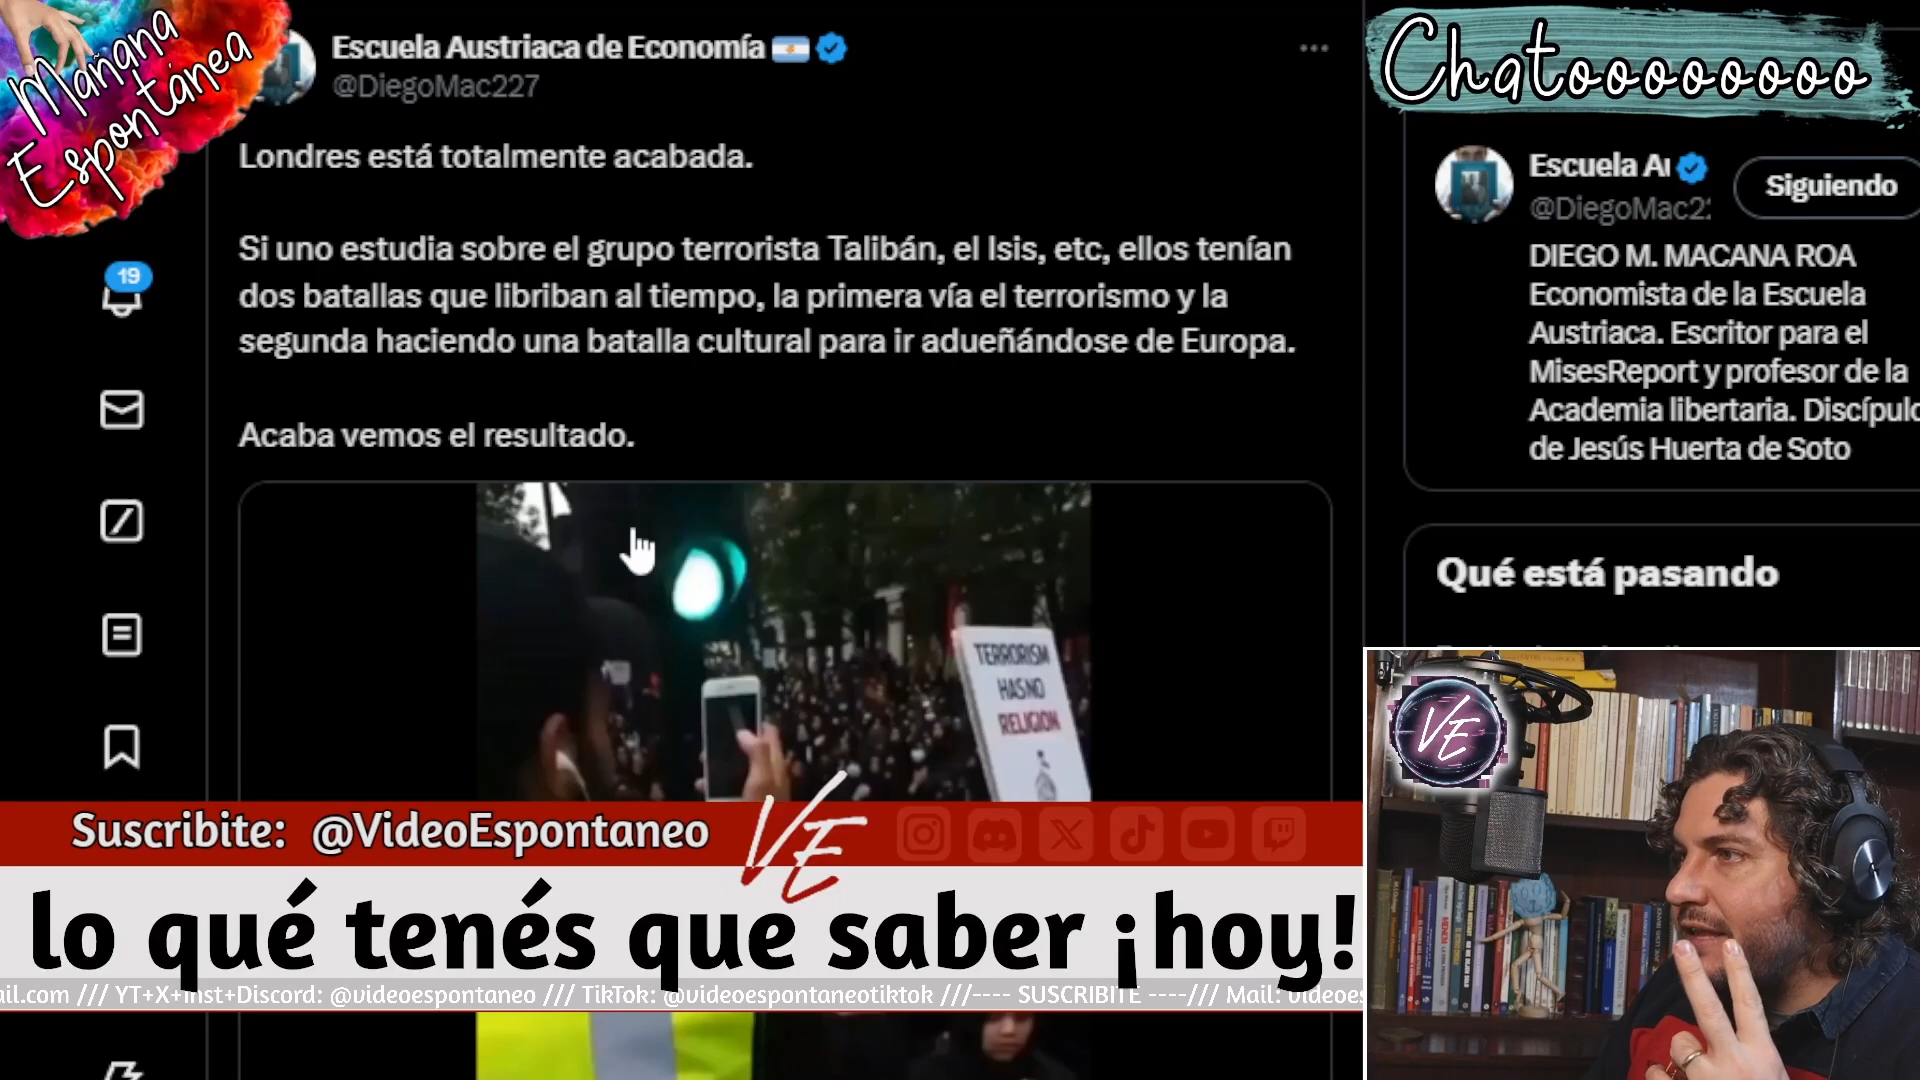 Mañana
Espontánea
Escuela Austriaca de Economía
@DiegoMac227
Londres está totalmente acabada.
Si uno estudia sobre el grupo terrorista Talibán, el Isis, etc, ellos tenían
dos batallas que libriban al tiempo, la primera vía el terrorismo y la
segunda haciendo una batalla cultural para ir adueñándose de Europa.
Acaba vemos el resultado.
19
TERRORISM
HAS NO
RELIGION
Chatooooooooo
Escuela Au
@DiegoMac22
Siguiendo
DIEGO M. MACANA ROA
Economista de la Escuela
Austriaca. Escritor para el
MisesReport y profesor de la
Academia libertaria. Discípulo
de Jesús Huerta de Soto
Qué está pasando
VE
Suscribite: @VideoEspontaneo
VE
lo qué tenés que saber ¡hoy!
ail.com /// YT+X+Inst+Discord: @videoespontaneo /// TikTok: @videoespontaneotiktok ///---- SUSCRIBITE ----/// Mail: videoes